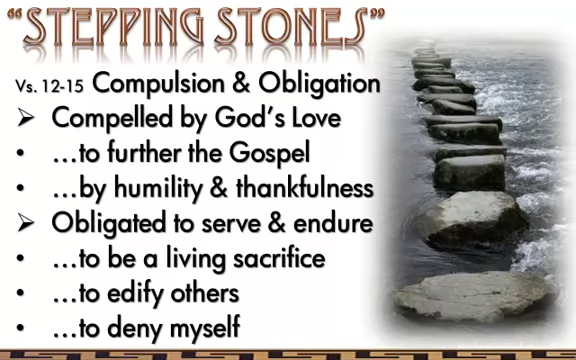 “STEPPING STONES”
Vs. 12-15 Compulsion & Obligation
➢ Compelled by God’s Love
• …to further the Gospel
• …by humility & thankfulness
➢ Obligated to serve & endure
• …to be a living sacrifice
• …to edify others
• …to deny myself